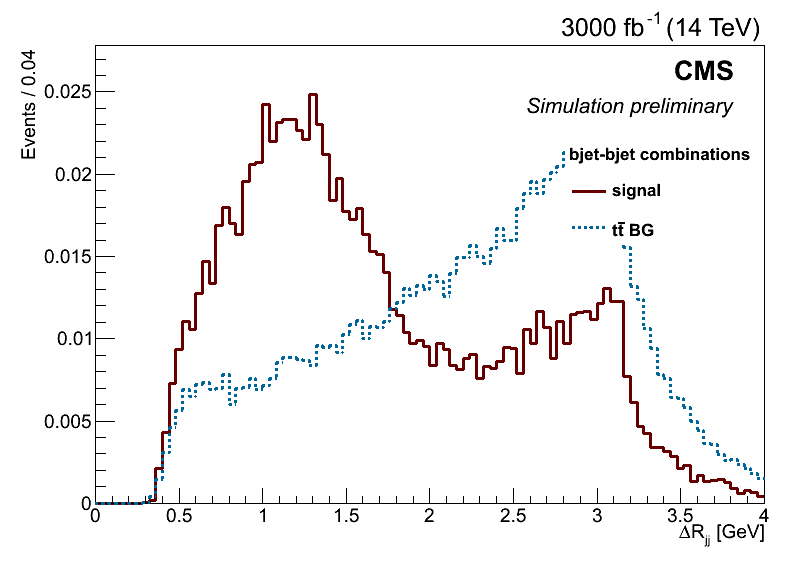 3000 fb⁻¹ (14 TeV)
Events / 0.04
CMS
Simulation preliminary
bjet-bjet combinations
signal
tt̄ BG
0.025
0.02
0.015
0.01
0.005
0
0 0.5 1 1.5 2 2.5 3 3.5 4
ΔRjj [GeV]